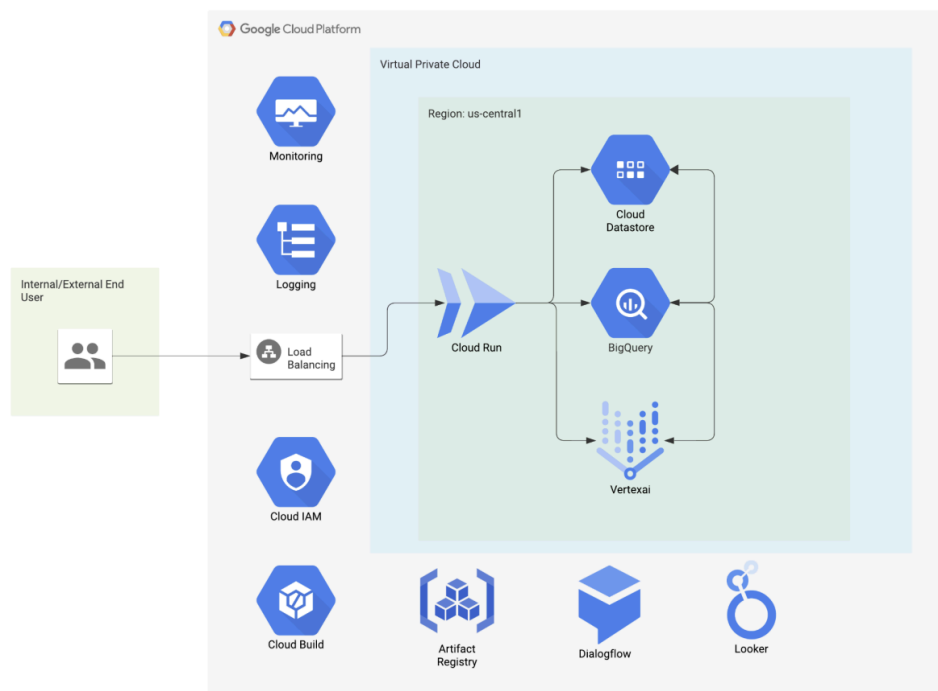 Google Cloud Platform
Virtual Private Cloud
Region: us-central1
Monitoring
Cloud
Datastore
Logging
Internal/External End
User
Load
Balancing
Cloud Run
BigQuery
Vertexai
Cloud IAM
Cloud Build
Artifact
Registry
Dialogflow
Looker